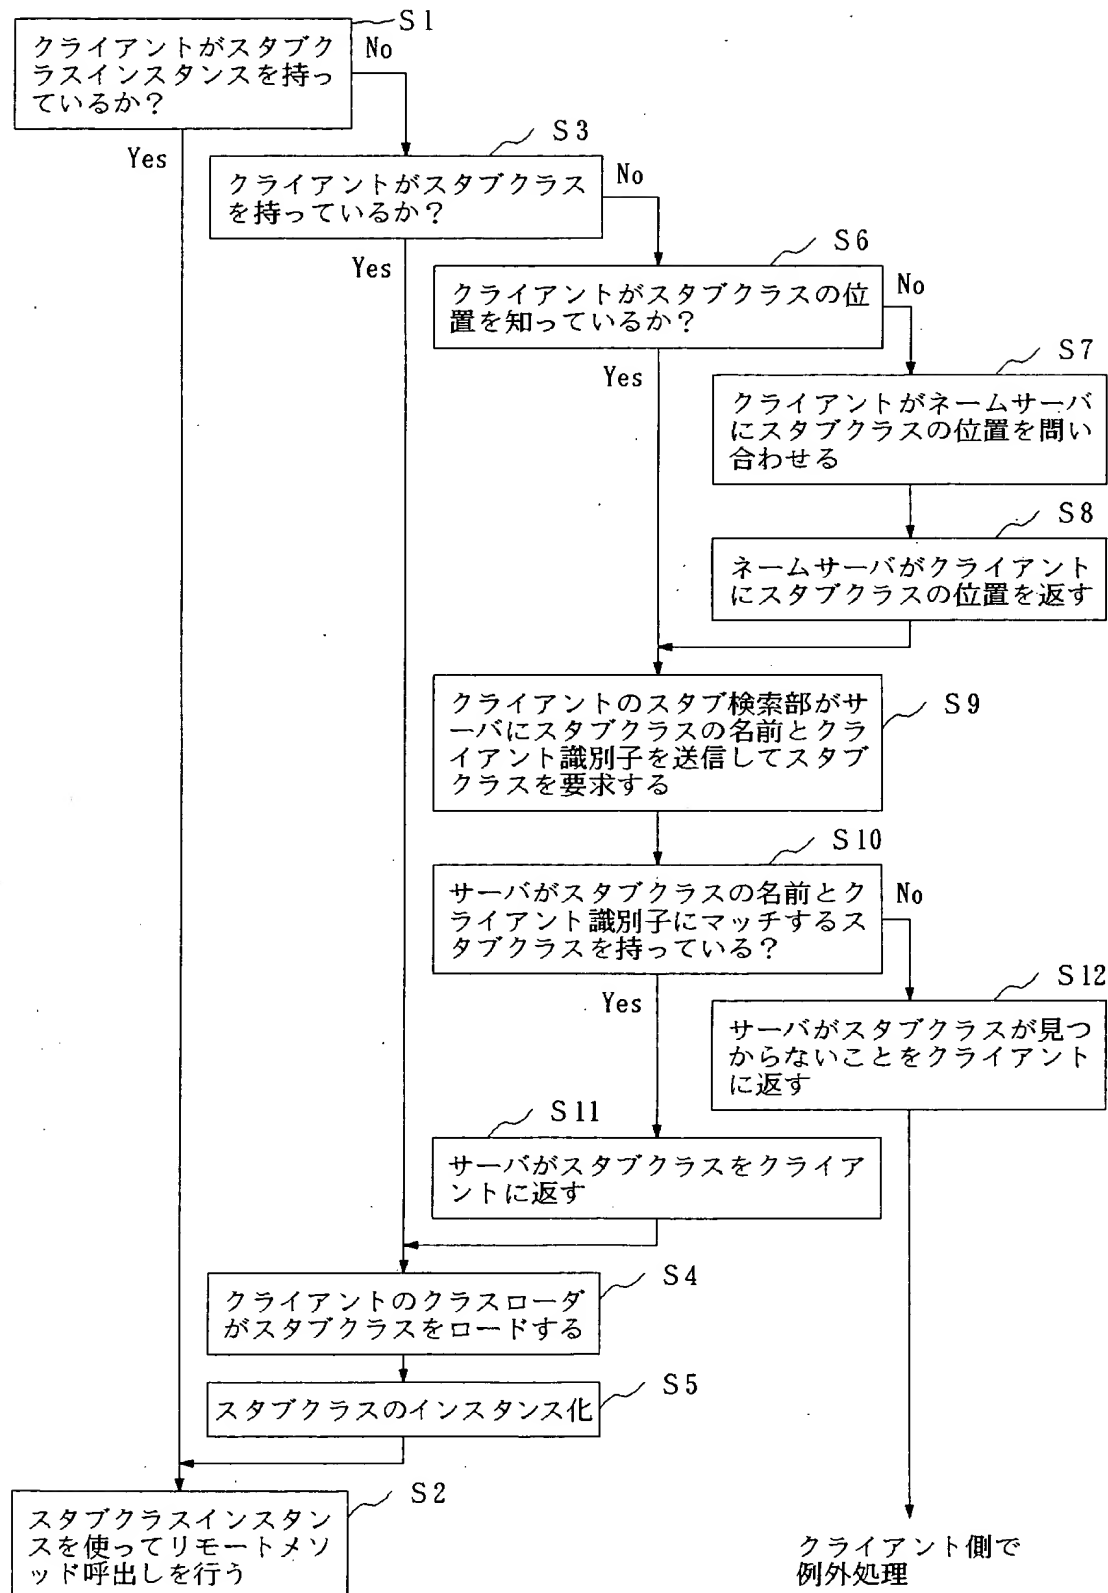 S1
クライアントがスタブク
ラスインスタンスを持っ
ているか？
No
Yes
S3
クライアントがスタブクラス
を持っているか？
No
Yes
S6
クライアントがスタブクラスの位
置を知っているか？
No
Yes
S7
クライアントがネームサーバ
にスタブクラスの位置を問い
合わせる
S8
ネームサーバがクライアント
にスタブクラスの位置を返す
S9
クライアントのスタブ検索部がサ
ーバにスタブクラスの名前とクラ
イアント識別子を送信してスタブ
クラスを要求する
S10
サーバがスタブクラスの名前とク
ライアント識別子にマッチするス
タブクラスを持っている？
No
Yes
S12
サーバがスタブクラスが見つ
からないことをクライアント
に返す
S11
サーバがスタブクラスをクライア
ントに返す
S4
クライアントのクラスローダ
がスタブクラスをロードする
S5
スタブクラスのインスタンス化
S2
スタブクラスインスタン
スを使ってリモートメソ
ッド呼出しを行う
クライアント側で
例外処理